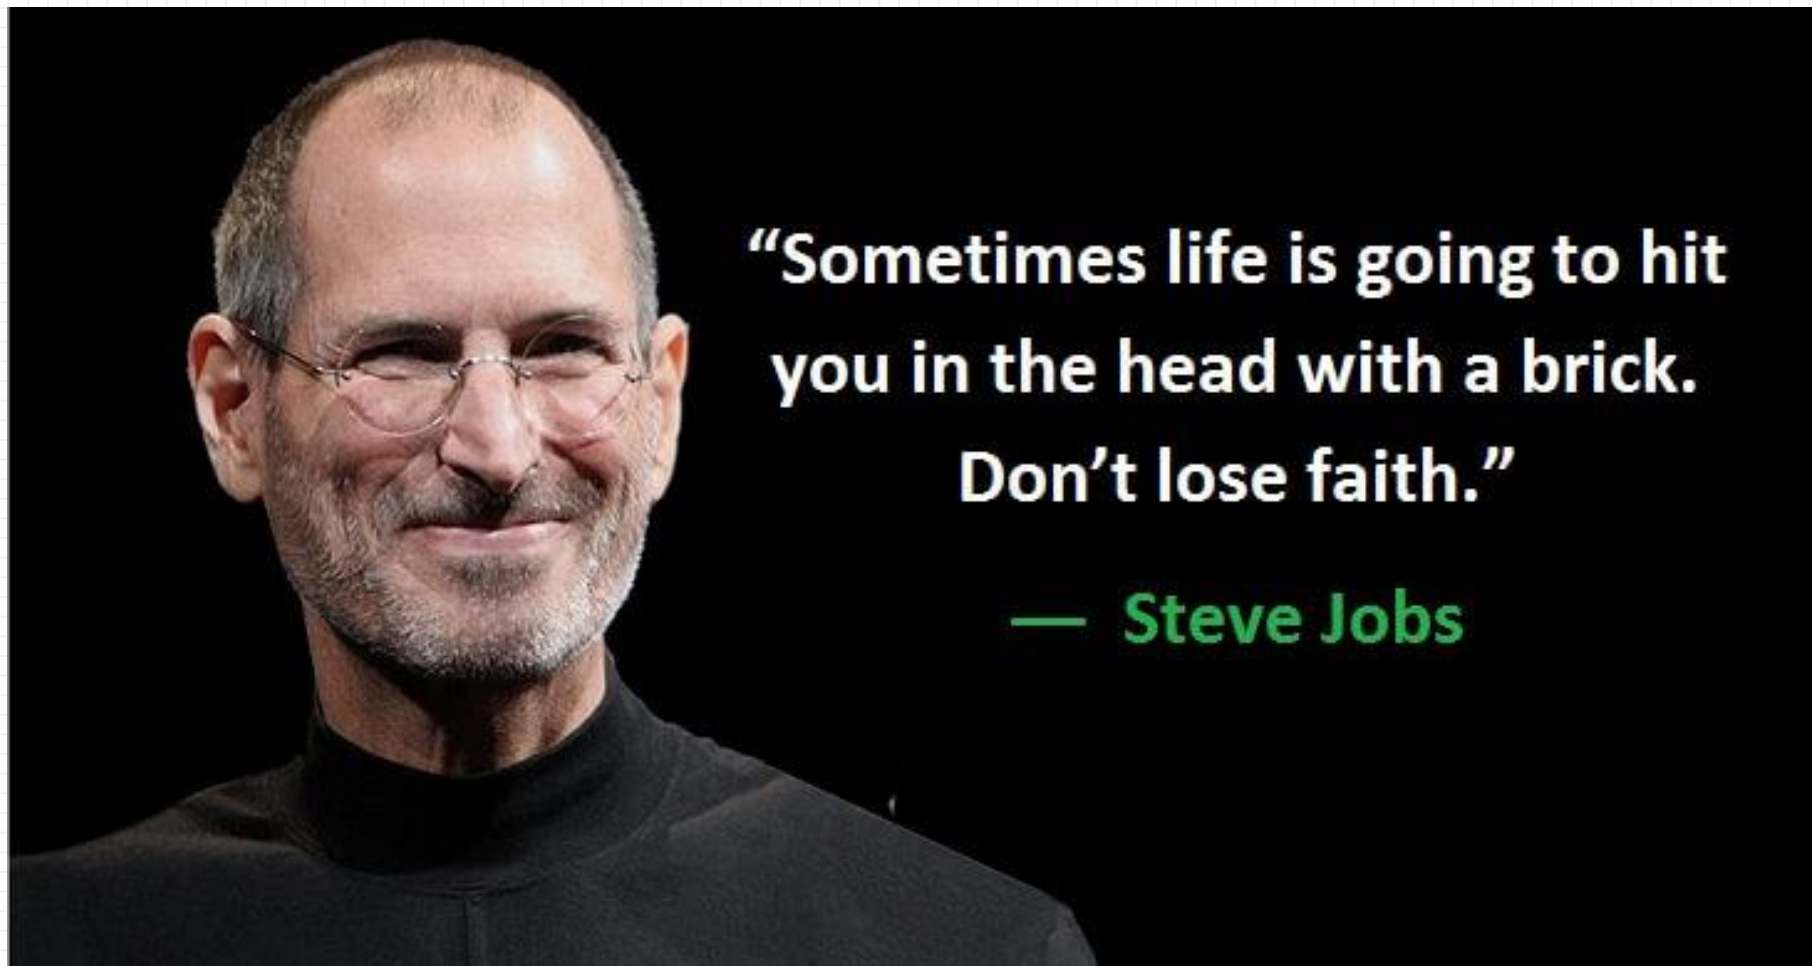 “Sometimes life is going to hit
you in the head with a brick.
Don’t lose faith.”
— Steve Jobs